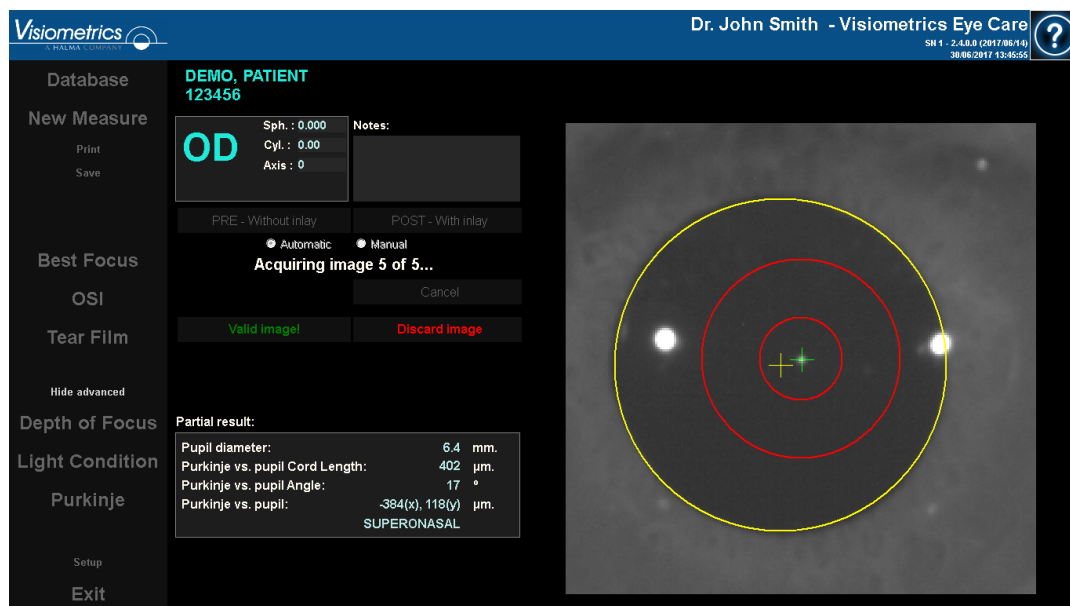 Visiometrics
A HALMA COMPANY
Dr. John Smith - Visiometrics Eye Care
SN 1 - 2.4.0.0 (2017/06/14)
30/06/2017 13:45:55
?
Database
New Measure
Print
Save
Best Focus
OSI
Tear Film
Hide advanced
Depth of Focus
Light Condition
Purkinje
Setup
Exit
DEMO, PATIENT
123456
OD
Sph. : 0.000
Cyl. : 0.00
Axis : 0
Notes:
PRE - Without inlay POST - With inlay
Automatic Manual
Acquiring image 5 of 5...
Cancel
Valid image! Discard image
Partial result:
Pupil diameter: 6.4 mm.
Purkinje vs. pupil Cord Length: 402 µm.
Purkinje vs. pupil Angle: 17 º
Purkinje vs. pupil: -384(x), 118(y) µm.
SUPERONASAL